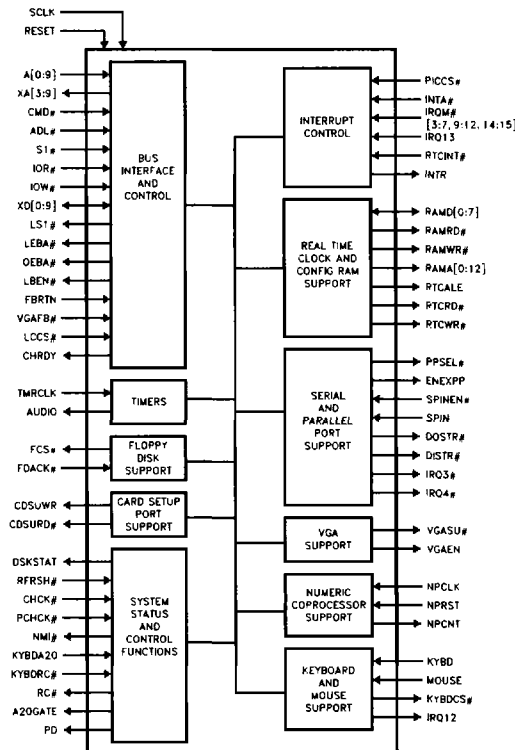 SCLK
RESET
A[0:9]
XA[3:9]
CMD#
ADL#
S1#
IOR#
IOW#
XD[0:9]
LS1#
LEBA#
OEBA#
LBEN#
FBRTN
VGAFB#
LCCS#
CHRDY
BUS
INTERFACE
AND
CONTROL
TMRCLK
AUDIO
TIMERS
FCS#
FDACK#
FLOPPY
DISK
SUPPORT
CDSUWR
CDSURD#
CARD SETUP
PORT
SUPPORT
DSKSTAT
RFRSH#
CHCK#
PCHCK#
NMI#
KYBDA20
KYBDRC#
RC#
A20GATE
PD
SYSTEM
STATUS
AND
CONTROL
FUNCTIONS
INTERRUPT
CONTROL
PICCS#
INTA#
IRQM#
[3:7, 9:12, 14:15]
IRQ13
RTCINT#
INTR
REAL TIME
CLOCK AND
CONFIG RAM
SUPPORT
RAMD[0:7]
RAMRD#
RAMWR#
RAMA[0:12]
RTCALE
RTCRD#
RTCWR#
SERIAL
AND
PARALLEL
PORT
SUPPORT
PPSEL#
ENEXPP
SPINEN#
SPIN
DOSTR#
DISTR#
IRQ3#
IRQ4#
VGA
SUPPORT
VGASU#
VGAEN
NUMERIC
COPROCESSOR
SUPPORT
NPCLK
NPRST
NPCNT
KEYBOARD
AND
MOUSE
SUPPORT
KYBD
MOUSE
KYBDCS#
IRQ12